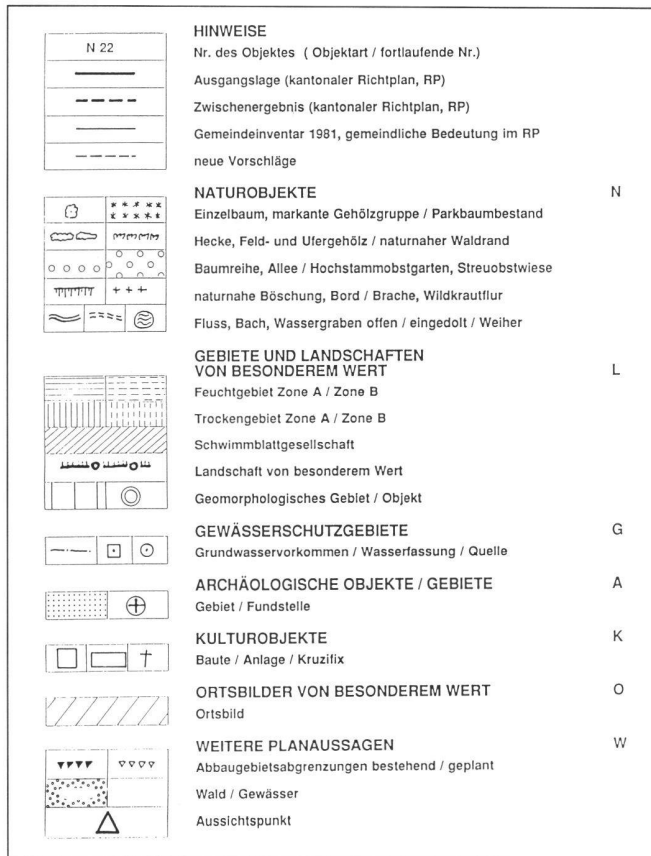 HINWEISE
N 22
Nr. des Objektes ( Objektart / fortlaufende Nr.)
Ausgangslage (kantonaler Richtplan, RP)
Zwischenergebnis (kantonaler Richtplan, RP)
Gemeindeinventar 1981, gemeindliche Bedeutung im RP
neue Vorschläge
NATUROBJEKTE N
Einzelbaum, markante Gehölzgruppe / Parkbaumbestand
Hecke, Feld- und Ufergehölz / naturnaher Waldrand
Baumreihe, Allee / Hochstammobstgarten, Streuobstwiese
naturnahe Böschung, Bord / Brache, Wildkrautflur
Fluss, Bach, Wassergraben offen / eingedolt / Weiher
GEBIETE UND LANDSCHAFTEN
VON BESONDEREM WERT L
Feuchtgebiet Zone A / Zone B
Trockengebiet Zone A / Zone B
Schwimmblattgesellschaft
Landschaft von besonderem Wert
Geomorphologisches Gebiet / Objekt
GEWÄSSERSCHUTZGEBIETE G
Grundwasservorkommen / Wasserfassung / Quelle
ARCHÄOLOGISCHE OBJEKTE / GEBIETE A
Gebiet / Fundstelle
KULTUROBJEKTE K
Baute / Anlage / Kruzifix
ORTSBILDER VON BESONDEREM WERT O
Ortsbild
WEITERE PLANAUSSAGEN W
Abbaugebietsabgrenzungen bestehend / geplant
Wald / Gewässer
Aussichtspunkt